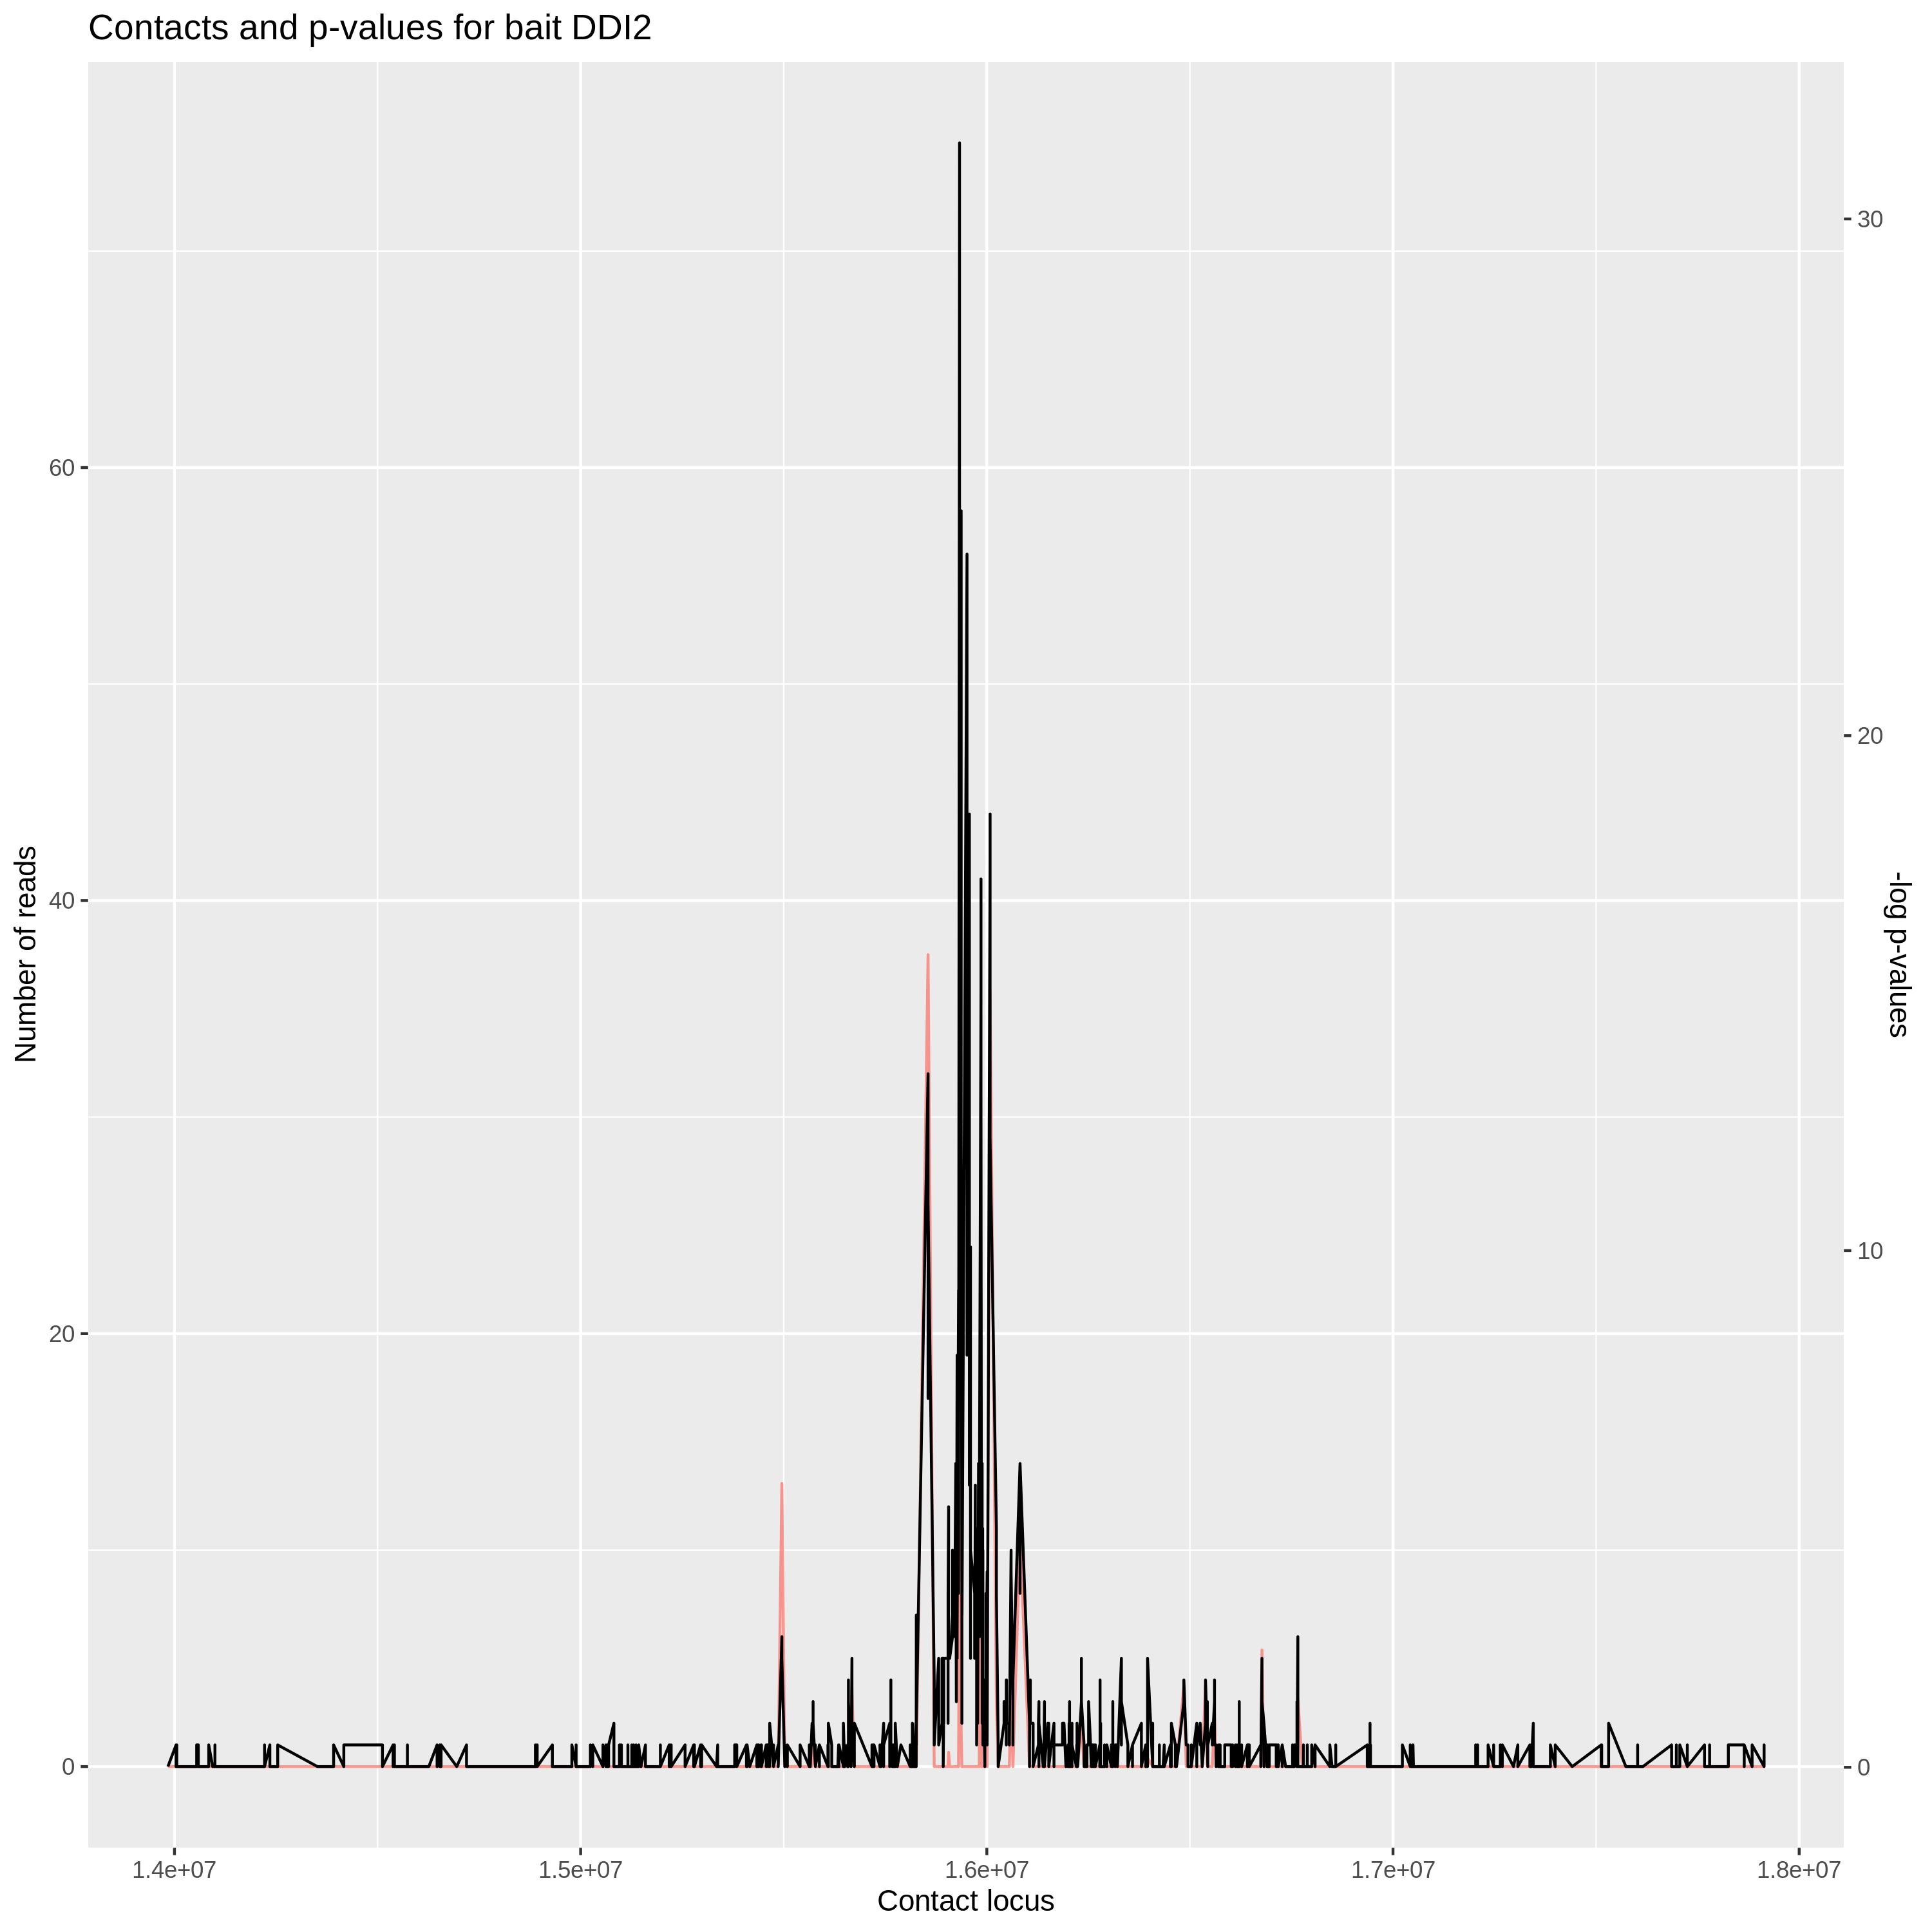 Contacts and p-values for bait DDI2
Number of reads
60
40
20
0
30
20
10
0
-log p-values
1.4e+07
1.5e+07
1.6e+07
1.7e+07
1.8e+07
Contact locus